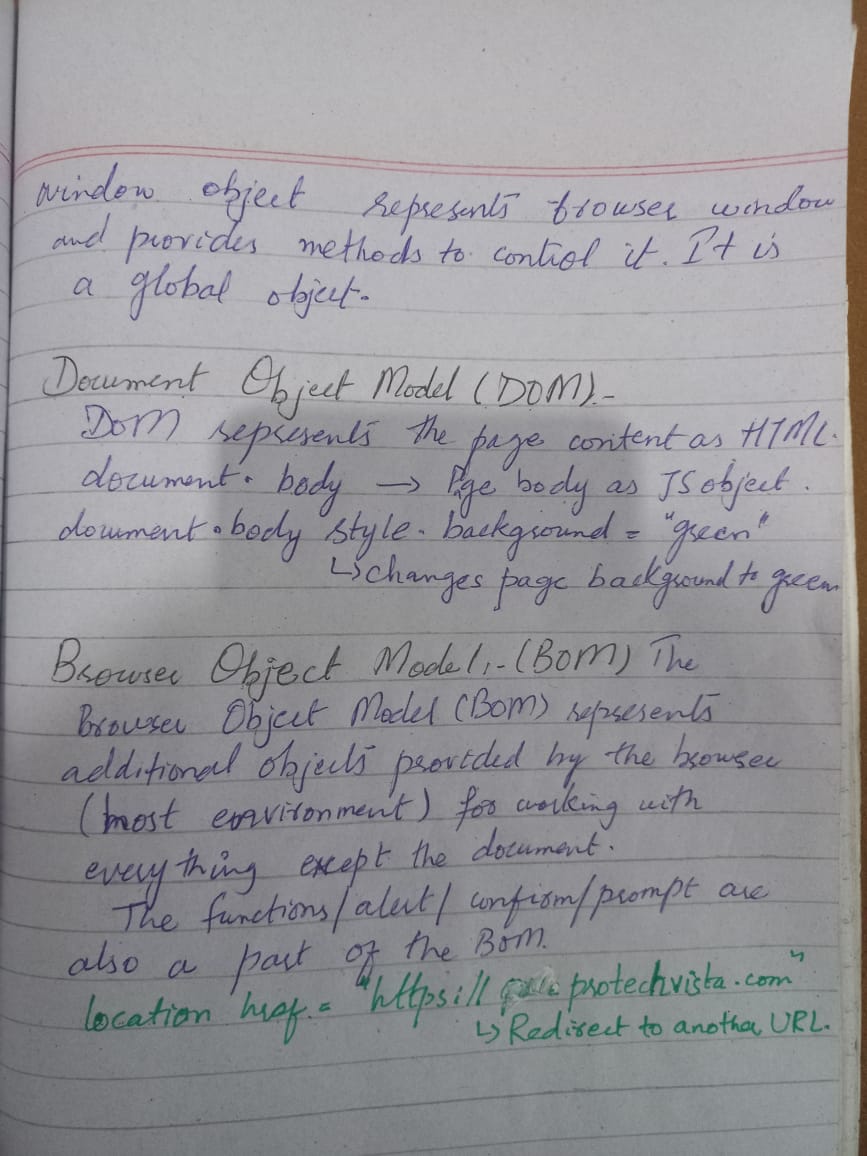 window object represents browser window
and provides methods to control it. It is
a global object.
Document Object Model (DOM).-
DOM represents the page content as HTML.
document. body → Pge body as JS object.
document.body style. background = "green"
↳ changes page background to green
Browser Object Model,-(BOM) The
Browser Object Model (BOM) represents
additional objects provided by the browser
(most environment) for working with
everything except the document.
The functions/alert/confirm/prompt are
also a part of the BOM.
location href. = "https:// protechvista.com"
↳ Redirect to another URL.